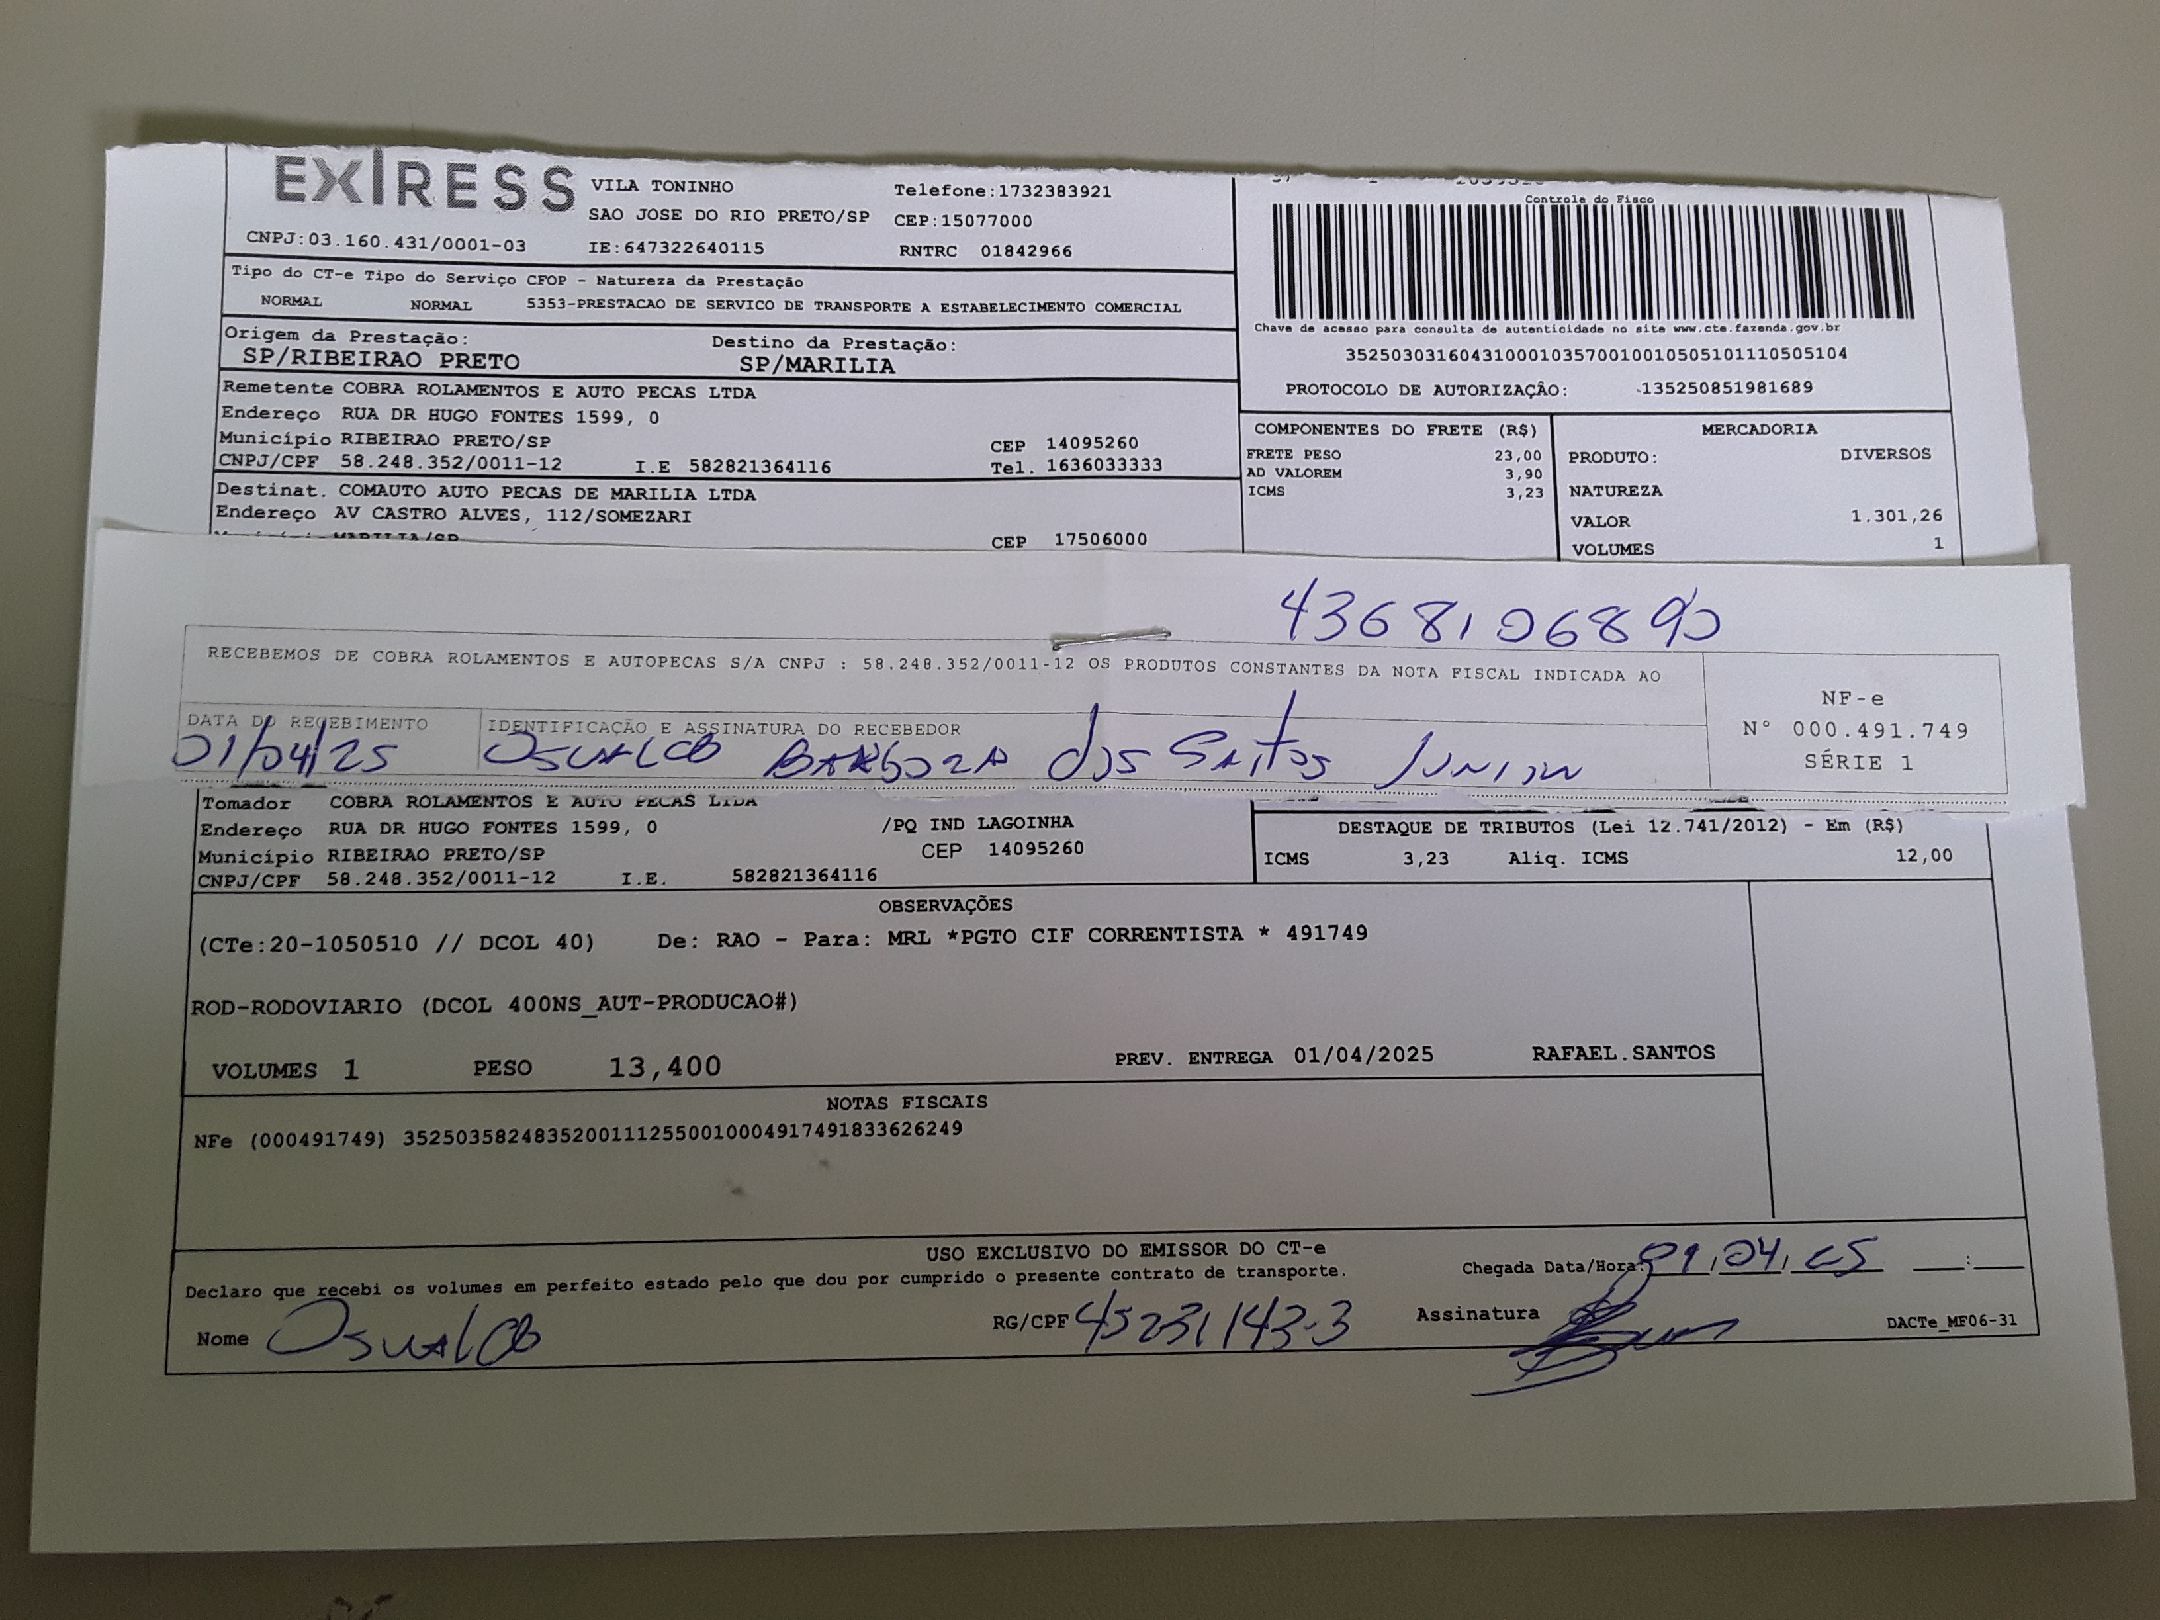 EXPRESS
VILA TONINHO Telefone:1732383921
SAO JOSE DO RIO PRETO/SP CEP:15077000
CNPJ:03.160.431/0001-03 IE:647322640115 RNTRC 01842966
Controle do Fisco
Tipo do CT-e Tipo do Serviço CFOP - Natureza da Prestação
NORMAL NORMAL 5353-PRESTACAO DE SERVICO DE TRANSPORTE A ESTABELECIMENTO COMERCIAL
Chave de acesso para consulta de autenticidade no site www.cte.fazenda.gov.br
35250303160431000103570010010505101110505104
PROTOCOLO DE AUTORIZAÇÃO: 135250851981689
Origem da Prestação: Destino da Prestação:
SP/RIBEIRAO PRETO SP/MARILIA
Remetente COBRA ROLAMENTOS E AUTO PECAS LTDA
Endereço RUA DR HUGO FONTES 1599, 0
Município RIBEIRAO PRETO/SP CEP 14095260
CNPJ/CPF 58.248.352/0011-12 I.E 582821364116 Tel. 1636033333
Destinat. COMAUTO AUTO PECAS DE MARILIA LTDA
Endereço AV CASTRO ALVES, 112/SOMEZARI
MARILIA/SP CEP 17506000
COMPONENTES DO FRETE (R$)
FRETE PESO 23,00
AD VALOREM 3,90
ICMS 3,23
MERCADORIA
PRODUTO: DIVERSOS
NATUREZA
VALOR 1.301,26
VOLUMES 1
4368106890
RECEBEMOS DE COBRA ROLAMENTOS E AUTOPECAS S/A CNPJ : 58.248.352/0011-12 OS PRODUTOS CONSTANTES DA NOTA FISCAL INDICADA AO
DATA DO RECEBIMENTO IDENTIFICAÇÃO E ASSINATURA DO RECEBEDOR
01/04/25 Osvaldo Barboza dos Santos Junior
NF-e
N° 000.491.749
SÉRIE 1
Tomador COBRA ROLAMENTOS E AUTO PECAS LTDA
Endereço RUA DR HUGO FONTES 1599, 0 /PQ IND LAGOINHA
Município RIBEIRAO PRETO/SP CEP 14095260
CNPJ/CPF 58.248.352/0011-12 I.E. 582821364116
DESTAQUE DE TRIBUTOS (Lei 12.741/2012) - Em (R$)
ICMS 3,23 Aliq. ICMS 12,00
OBSERVAÇÕES
(CTe:20-1050510 // DCOL 40) De: RAO - Para: MRL *PGTO CIF CORRENTISTA * 491749
ROD-RODOVIARIO (DCOL 400NS_AUT-PRODUCAO#)
VOLUMES 1 PESO 13,400 PREV. ENTREGA 01/04/2025 RAFAEL.SANTOS
NOTAS FISCAIS
NFe (000491749) 35250358248352001112550010004917491833626249
USO EXCLUSIVO DO EMISSOR DO CT-e
Declaro que recebi os volumes em perfeito estado pelo que dou por cumprido o presente contrato de transporte. Chegada Data/Hora: 01,04,25 :
Nome Osvaldo RG/CPF 45231143-3 Assinatura DACTe_MF06-31